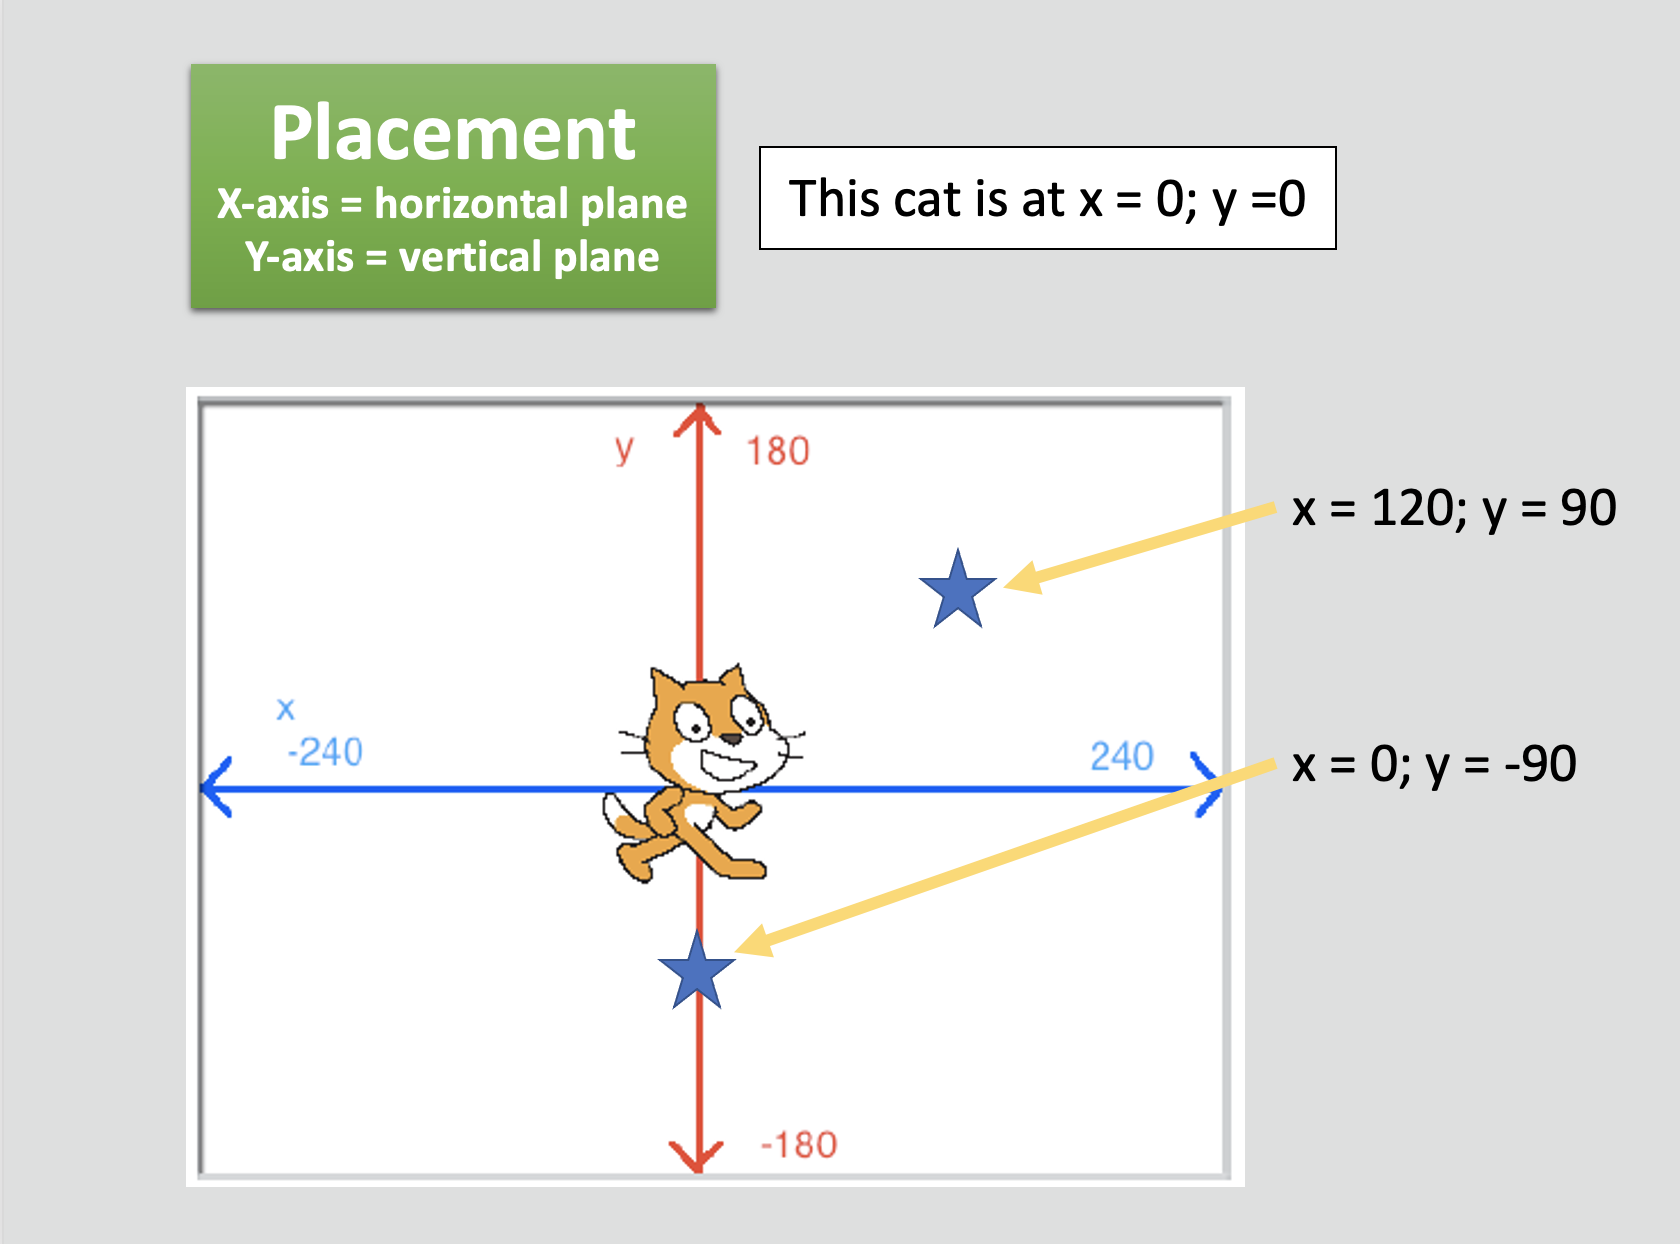 Placement
X-axis = horizontal plane
Y-axis = vertical plane
This cat is at x = 0; y =0
y
180
x = 120; y = 90
x
-240
240
x = 0; y = -90
-180